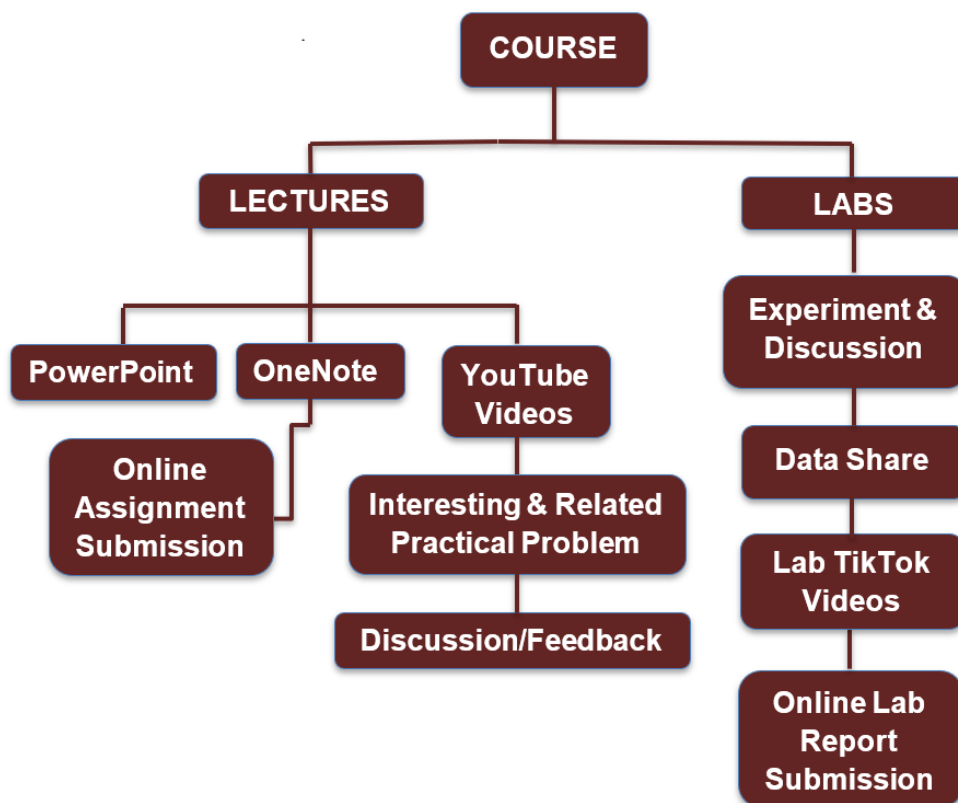 COURSE
LECTURES
LABS
PowerPoint
OneNote
YouTube
Videos
Online
Assignment
Submission
Interesting & Related
Practical Problem
Discussion/Feedback
Experiment &
Discussion
Data Share
Lab TikTok
Videos
Online Lab
Report
Submission